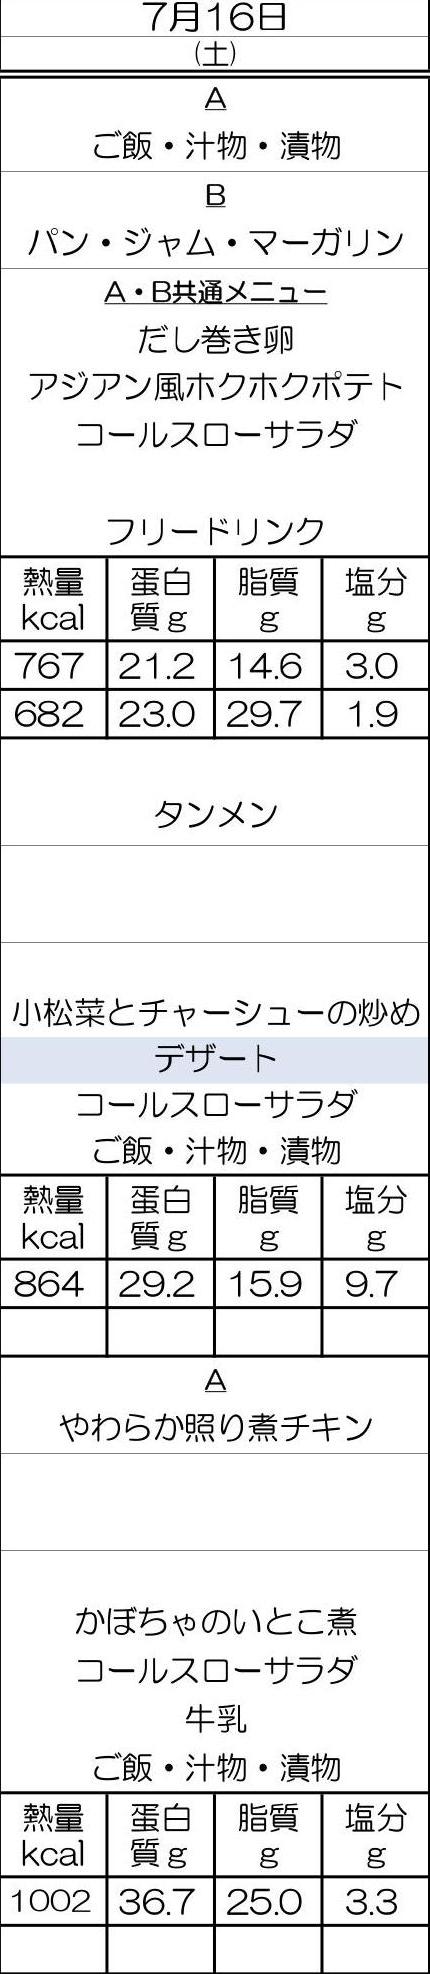 7月16日
(土)
A
ご飯・汁物・漬物
B
パン・ジャム・マーガリン
A・B共通メニュー
だし巻き卵
アジアン風ホクホクポテト
コールスローサラダ
フリードリンク
熱量 蛋白 脂質 塩分
kcal 質g g g
767 21.2 14.6 3.0
682 23.0 29.7 1.9
タンメン
小松菜とチャーシューの炒め
デザート
コールスローサラダ
ご飯・汁物・漬物
熱量 蛋白 脂質 塩分
kcal 質g g g
864 29.2 15.9 9.7
A
やわらか照り煮チキン
かぼちゃのいとこ煮
コールスローサラダ
牛乳
ご飯・汁物・漬物
熱量 蛋白 脂質 塩分
kcal 質g g g
1002 36.7 25.0 3.3